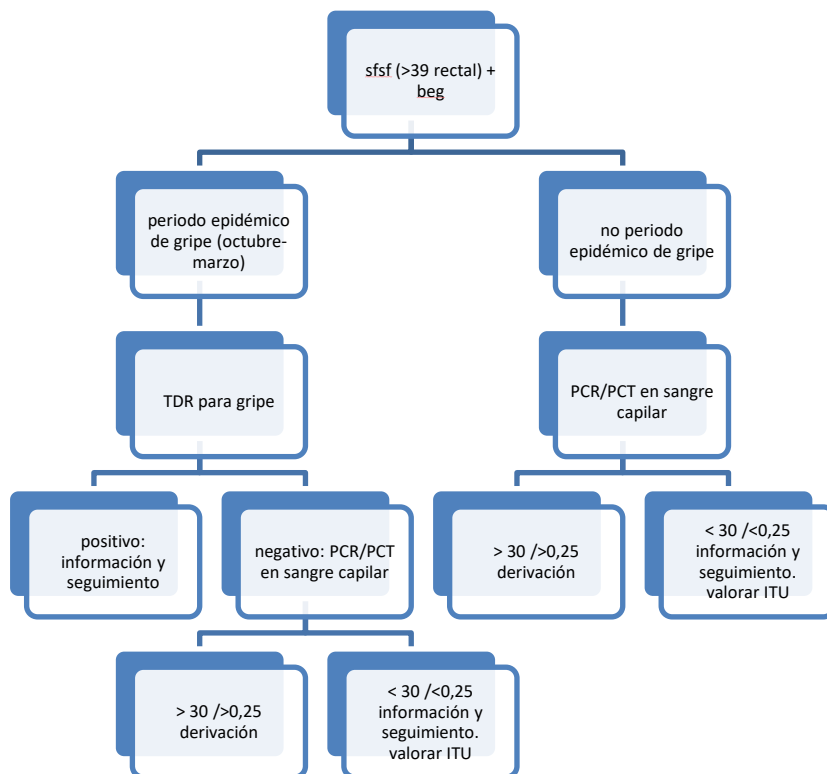 sfsf (>39 rectal) +
beg
periodo epidémico
de gripe (octubre-
marzo)
no periodo
epidémico de gripe
TDR para gripe
PCR/PCT en sangre
capilar
positivo:
información y
seguimiento
negativo: PCR/PCT
en sangre capilar
> 30 />0,25
derivación
< 30 /<0,25
información y
seguimiento.
valorar ITU
> 30 />0,25
derivación
< 30 /<0,25
información y
seguimiento.
valorar ITU